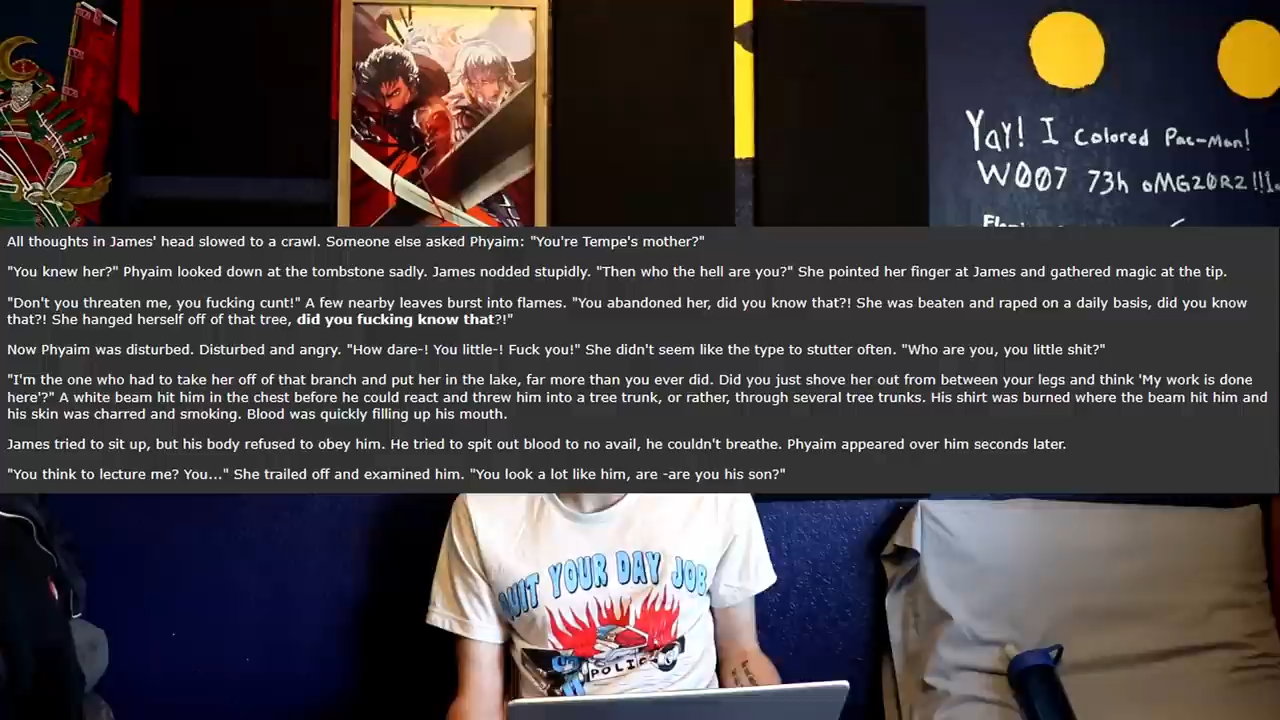 Yay! I Colored Pac-Man!
W007 73h oMG20R2!!1
All thoughts in James' head slowed to a crawl. Someone else asked Phyaim: "You're Tempe's mother?"
"You knew her?" Phyaim looked down at the tombstone sadly. James nodded stupidly. "Then who the hell are you?" She pointed her finger at James and gathered magic at the tip.
"Don't you threaten me, you fucking cunt!" A few nearby leaves burst into flames. "You abandoned her, did you know that?! She was beaten and raped on a daily basis, did you know
that?! She hanged herself off of that tree, did you fucking know that?!"
Now Phyaim was disturbed. Disturbed and angry. "How dare-! You little-! Fuck you!" She didn't seem like the type to stutter often. "Who are you, you little shit?"
"I'm the one who had to take her off of that branch and put her in the lake, far more than you ever did. Did you just shove her out from between your legs and think 'My work is done
here'?" A white beam hit him in the chest before he could react and threw him into a tree trunk, or rather, through several tree trunks. His shirt was burned where the beam hit him and
his skin was charred and smoking. Blood was quickly filling up his mouth.
James tried to sit up, but his body refused to obey him. He tried to spit out blood to no avail, he couldn't breathe. Phyaim appeared over him seconds later.
"You think to lecture me? You..." She trailed off and examined him. "You look a lot like him, are -are you his son?"
QUIT YOUR DAY JOB
POLICE